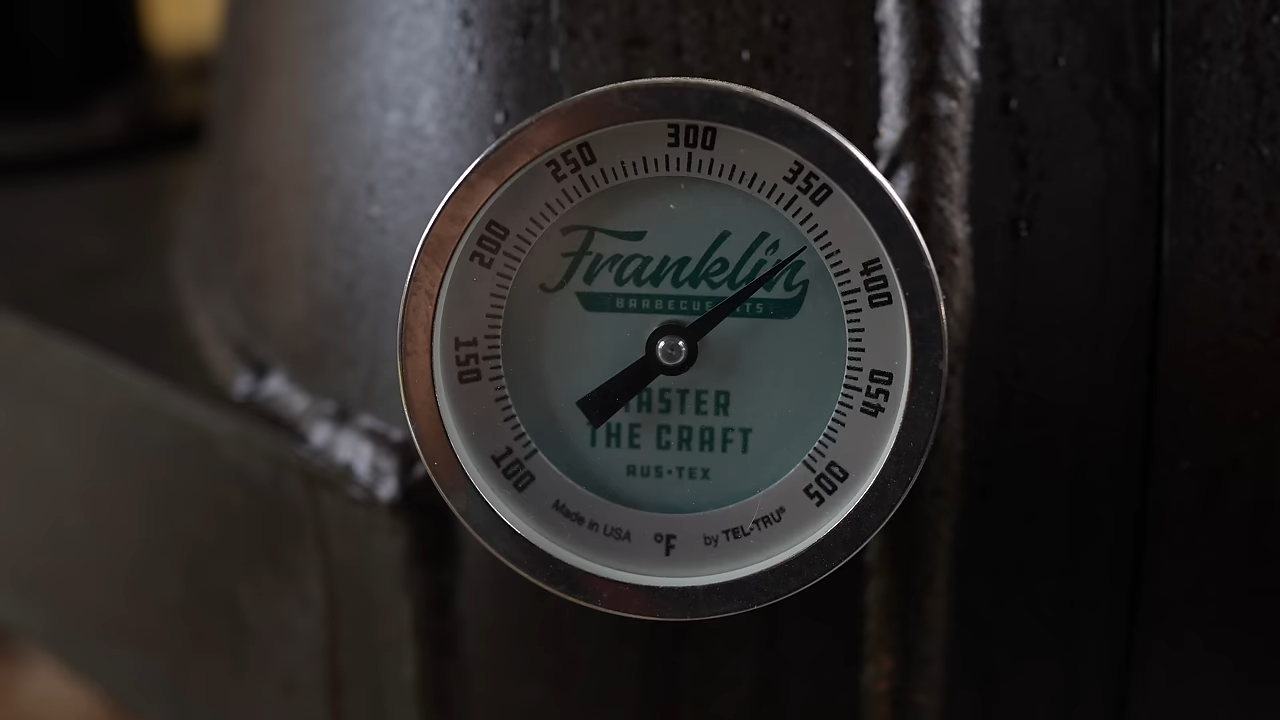 300
250
350
200
400
150
450
100
500
Franklin
BARBECUE PITS
MASTER
THE CRAFT
AUS•TEX
Made in USA
°F
by TEL-TRU®